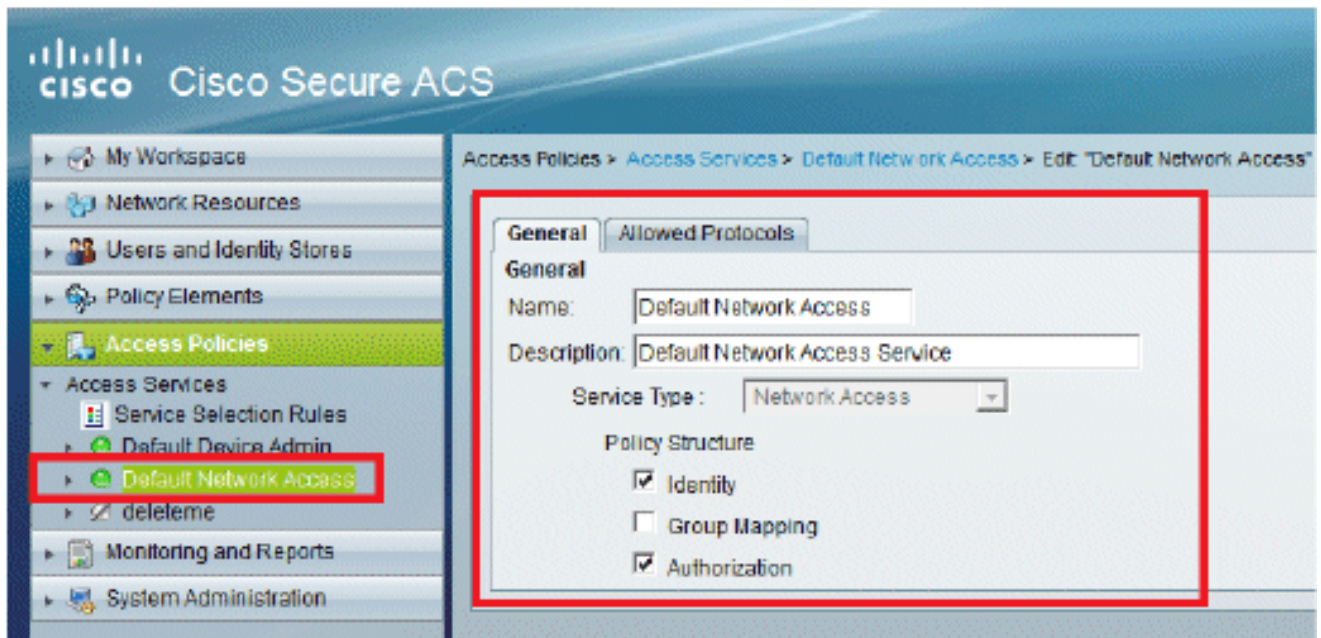 cisco Cisco Secure ACS
My Workspace
Network Resources
Users and Identity Stores
Policy Elements
Access Policies
Access Services
Service Selection Rules
Default Device Admin
Default Network Access
deleteme
Monitoring and Reports
System Administration
Access Policies > Access Services > Default Network Access > Edit: "Default Network Access"
General Allowed Protocols
General
Name: Default Network Access
Description: Default Network Access Service
Service Type : Network Access
Policy Structure
Identity
Group Mapping
Authorization